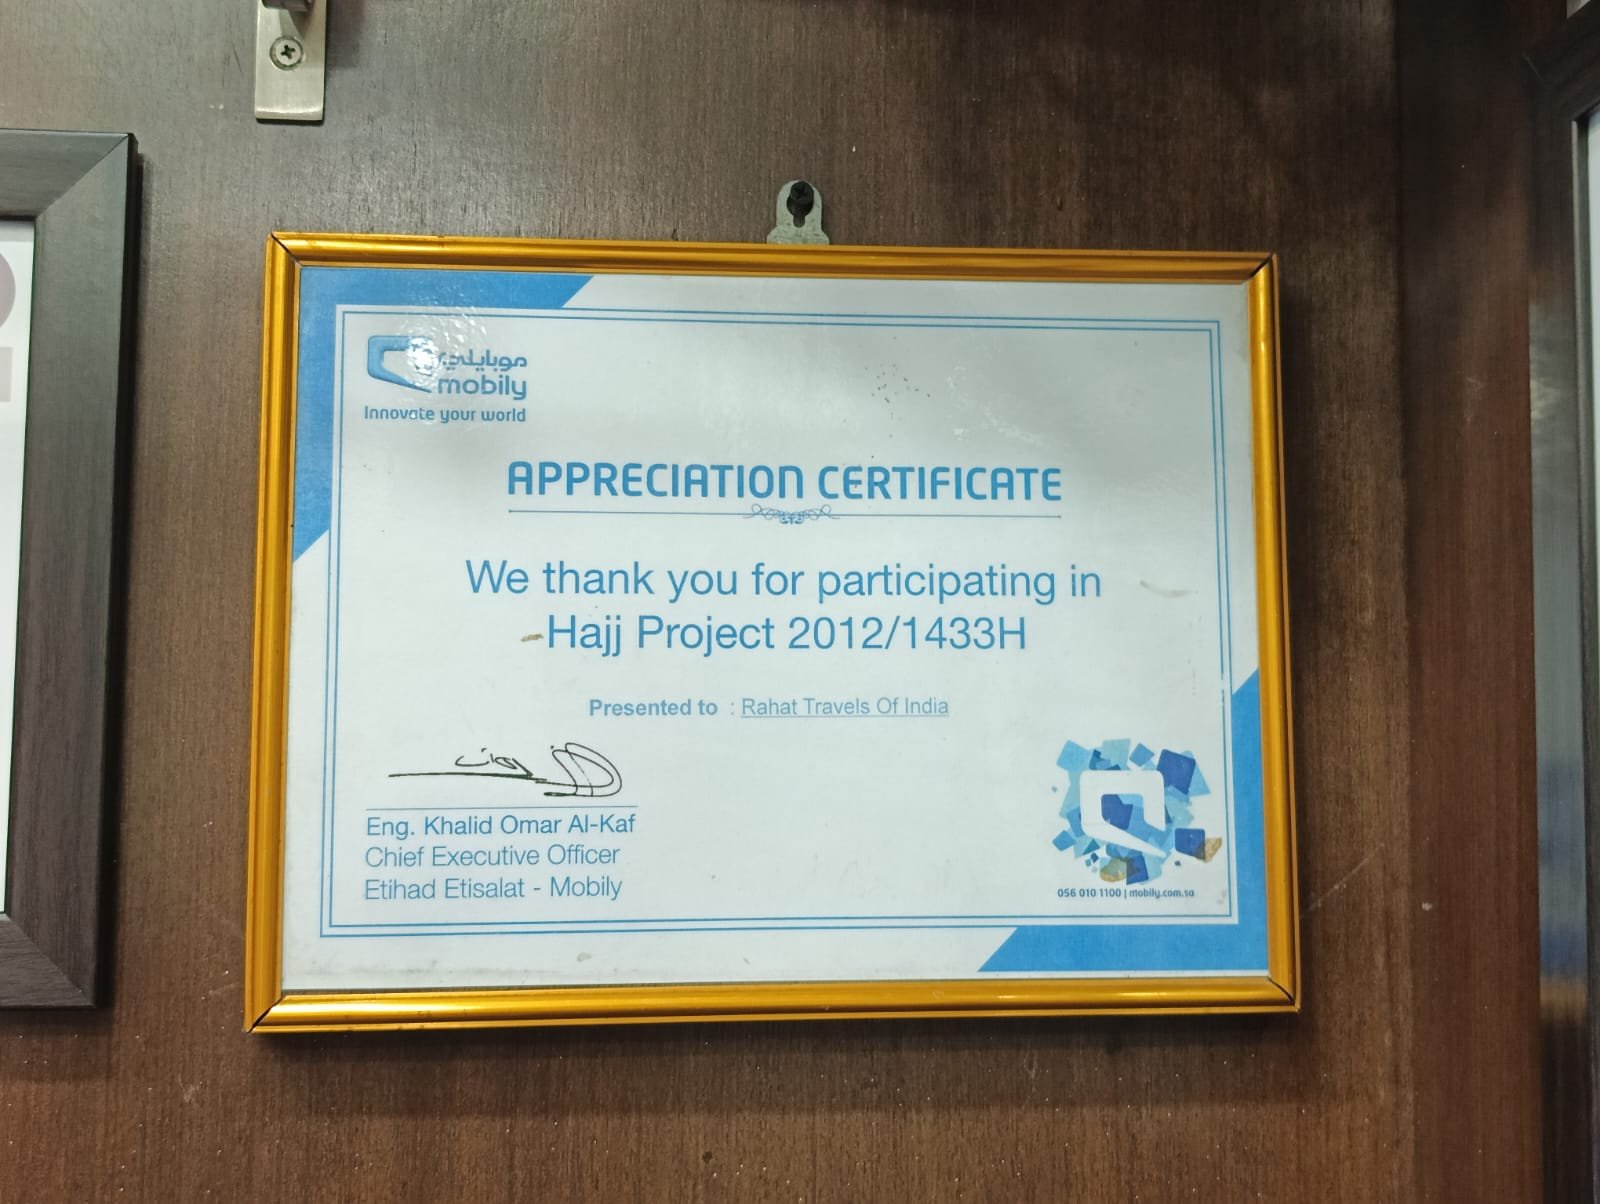 موبايلي
mobily
Innovate your world
APPRECIATION CERTIFICATE
We thank you for participating in
Hajj Project 2012/1433H
Presented to : Rahat Travels Of India
Eng. Khalid Omar Al-Kaf
Chief Executive Officer
Etihad Etisalat - Mobily
056 010 1100 | mobily.com.sa